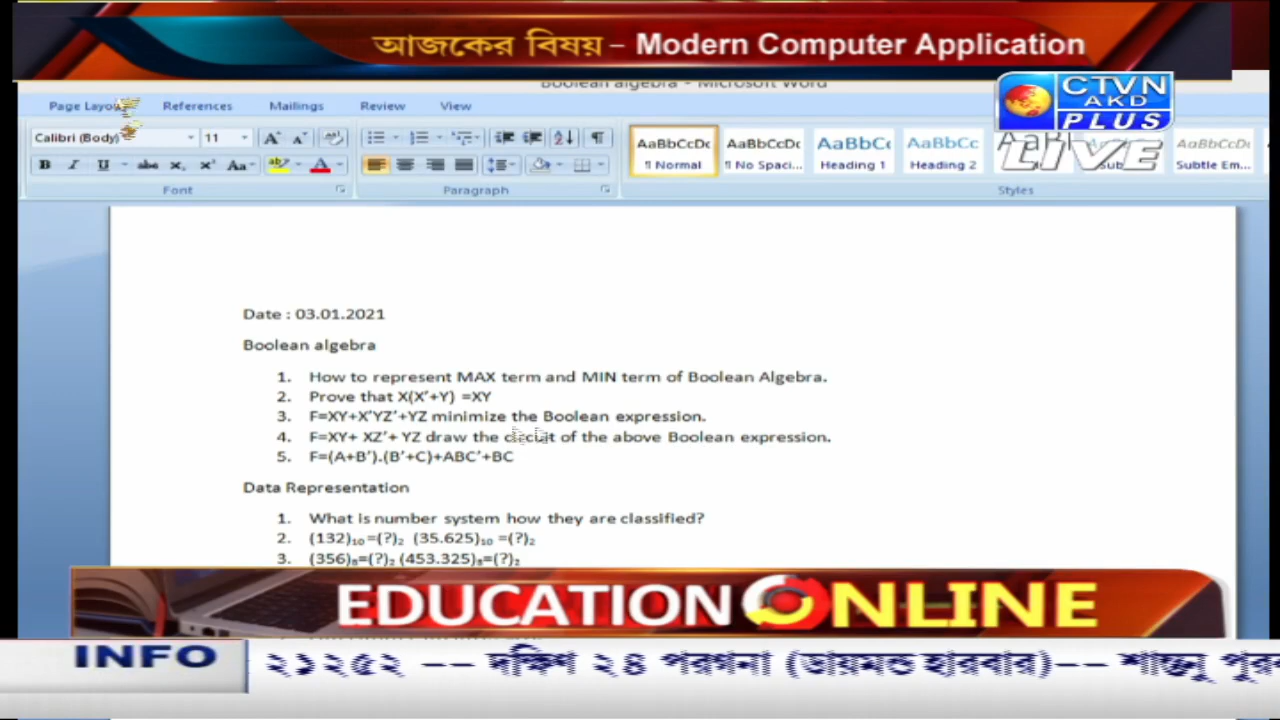 আজকের বিষয় – Modern Computer Application
Boolean algebra - Microsoft Word
CTVN
AKD
PLUS
LIVE
Page Layout References Mailings Review View
Calibri (Body) 11
AaBbCcDc AaBbCcDc AaBbCc AaBbCc AaBbCcDc
¶ Normal ¶ No Spaci... Heading 1 Heading 2 Subtle Em...
Font Paragraph Styles
Date : 03.01.2021
Boolean algebra
1. How to represent MAX term and MIN term of Boolean Algebra.
2. Prove that X(X'+Y) =XY
3. F=XY+X'YZ'+YZ minimize the Boolean expression.
4. F=XY+ XZ'+ YZ draw the circuit of the above Boolean expression.
5. F=(A+B').(B'+C)+ABC'+BC
Data Representation
1. What is number system how they are classified?
2. (132)₁₀=(?)₂ (35.625)₁₀ =(?)₂
3. (356)₈=(?)₂ (453.325)₈=(?)₂
EDUCATION ONLINE
INFO ২১২৫২ -- দক্ষিণ ২৪ পরগনা (ডায়মন্ড হারবার)-- শান্তনু পুর